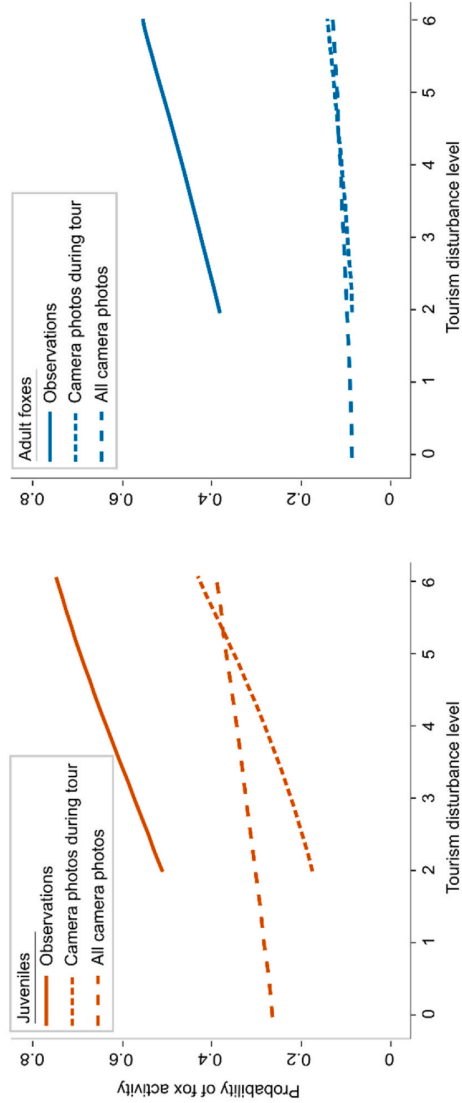 Juveniles
Observations
Camera photos during tour
All camera photos
Probability of fox activity
0.8
0.6
0.4
0.2
0
0 1 2 3 4 5 6
Tourism disturbance level
Adult foxes
Observations
Camera photos during tour
All camera photos
0.8
0.6
0.4
0.2
0
0 1 2 3 4 5 6
Tourism disturbance level